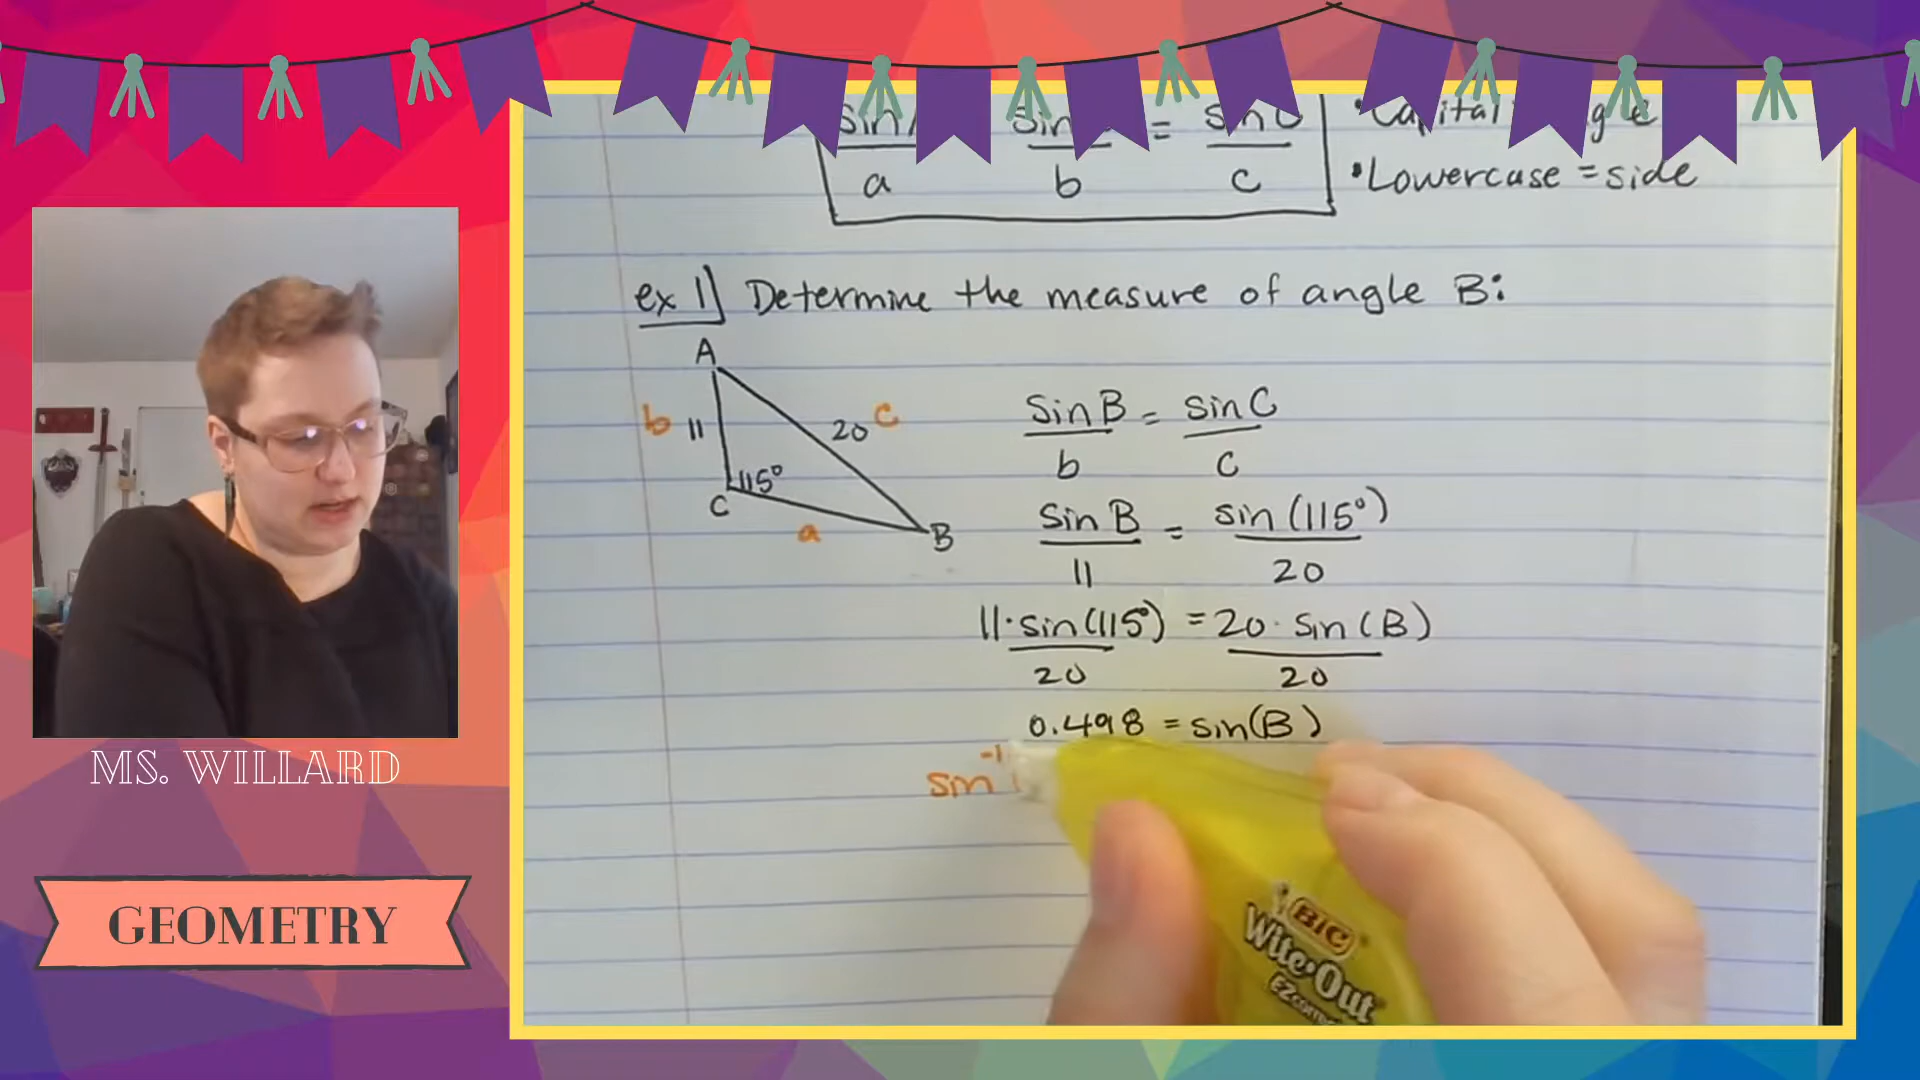 a b = c
•Lowercase = side
ex 1) Determine the measure of angle B:
A
b 11 20 c
115°
C
a
B
sin B = sin C
b c
sin B = sin (115°)
11 20
11·sin(115°) = 20·sin(B)
20 20
0.498 = sin(B)
sin -1
MS. WILLARD
GEOMETRY
BIC
Wite•Out